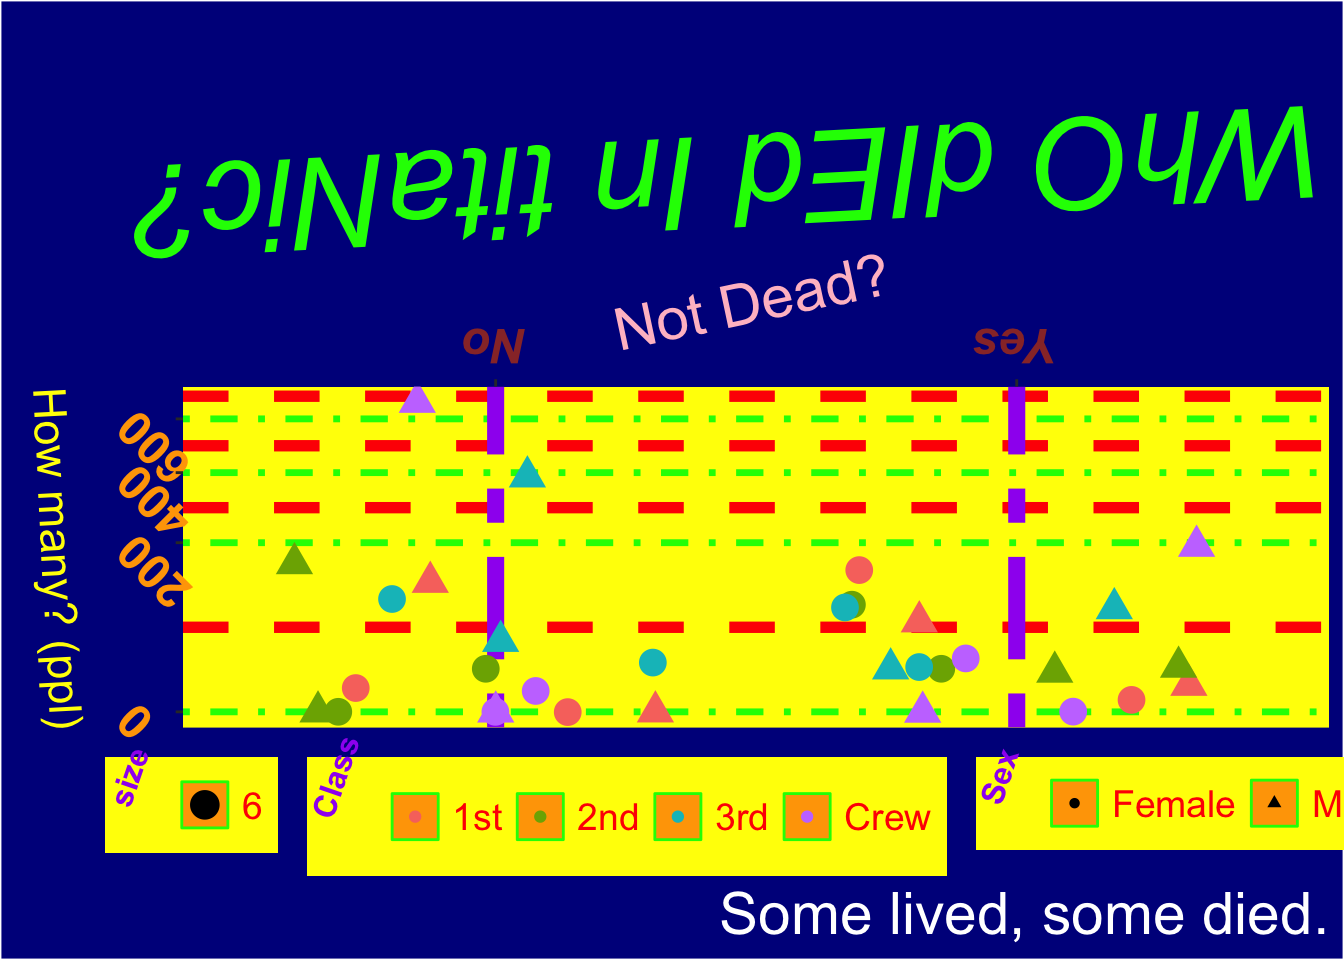 WhO dIEd In titaNic?
Not Dead?
No Yes
How many? (ppl)
600
400
200
0
size
6
Class
1st 2nd 3rd Crew
Sex
Female M
Some lived, some died.